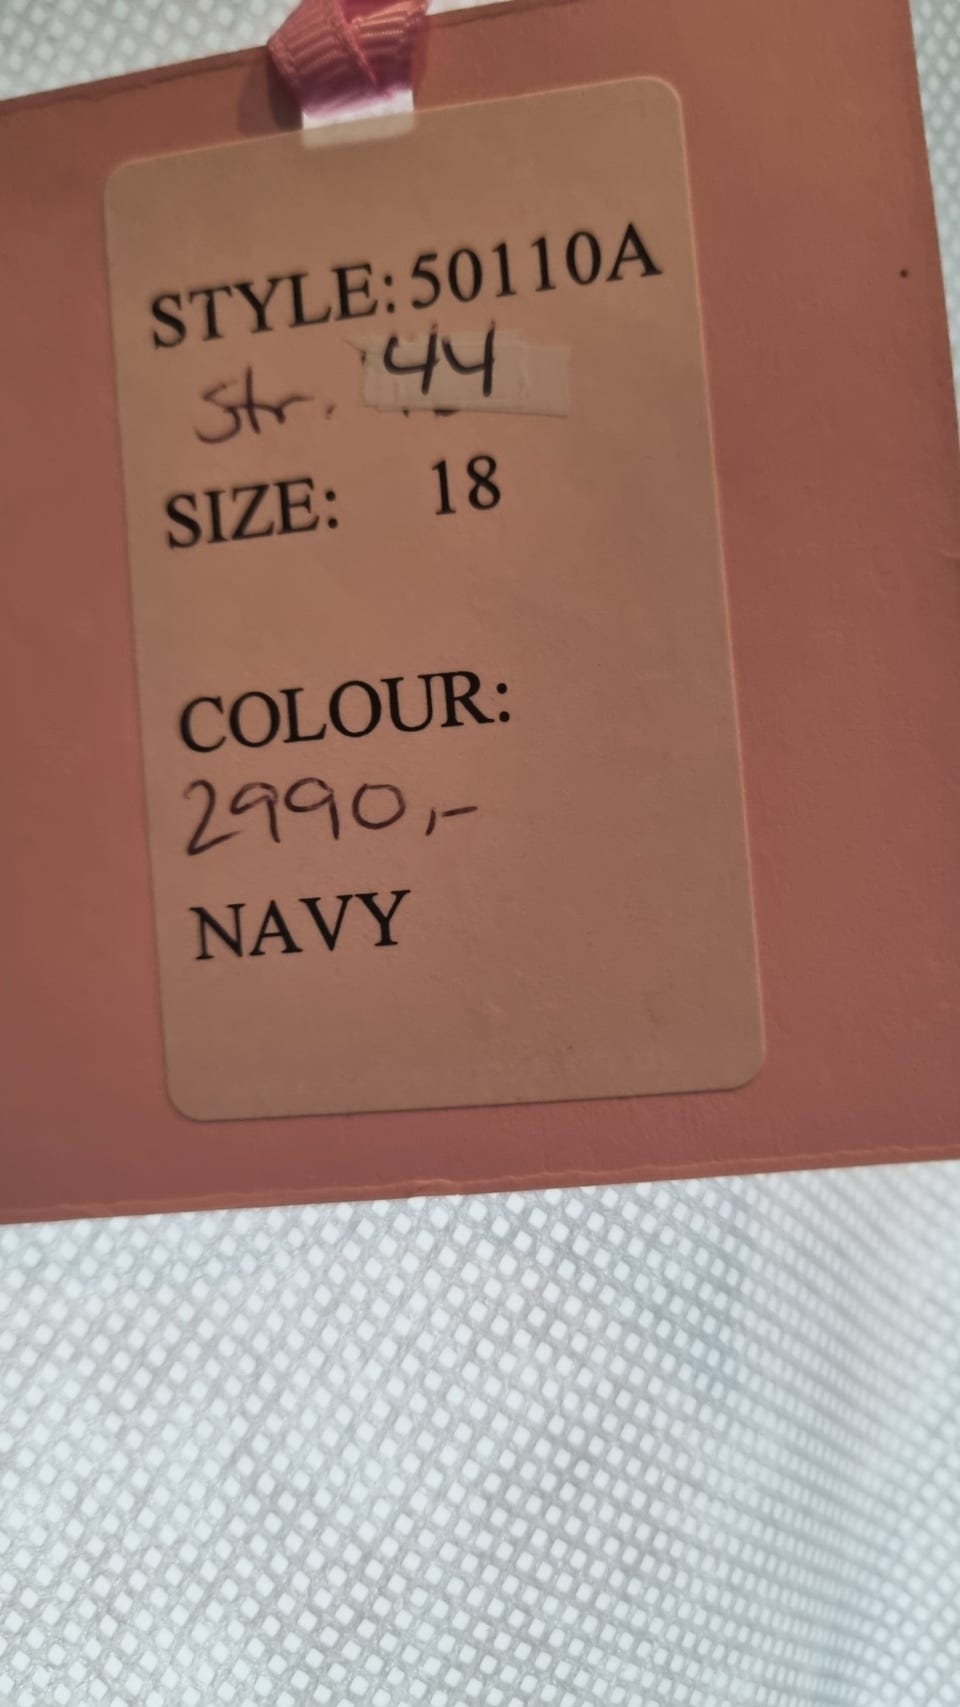 STYLE:50110A
str. 44
SIZE: 18
COLOUR:
2990,-
NAVY